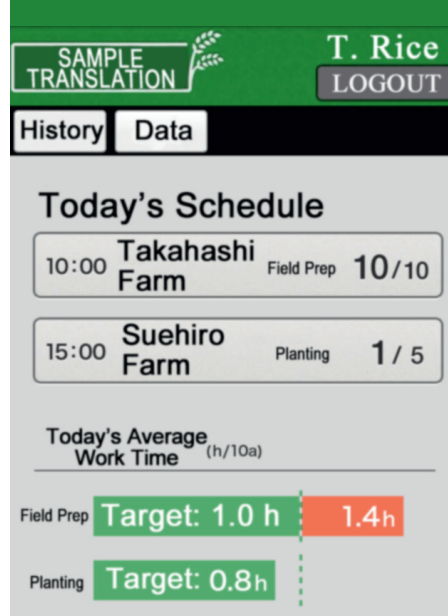 SAMPLE
TRANSLATION
T. Rice
LOGOUT
History Data
Today's Schedule
10:00 Takahashi Farm Field Prep 10/10
15:00 Suehiro Farm Planting 1/ 5
Today's Average
Work Time (h/10a)
Field Prep Target: 1.0 h 1.4h
Planting Target: 0.8h